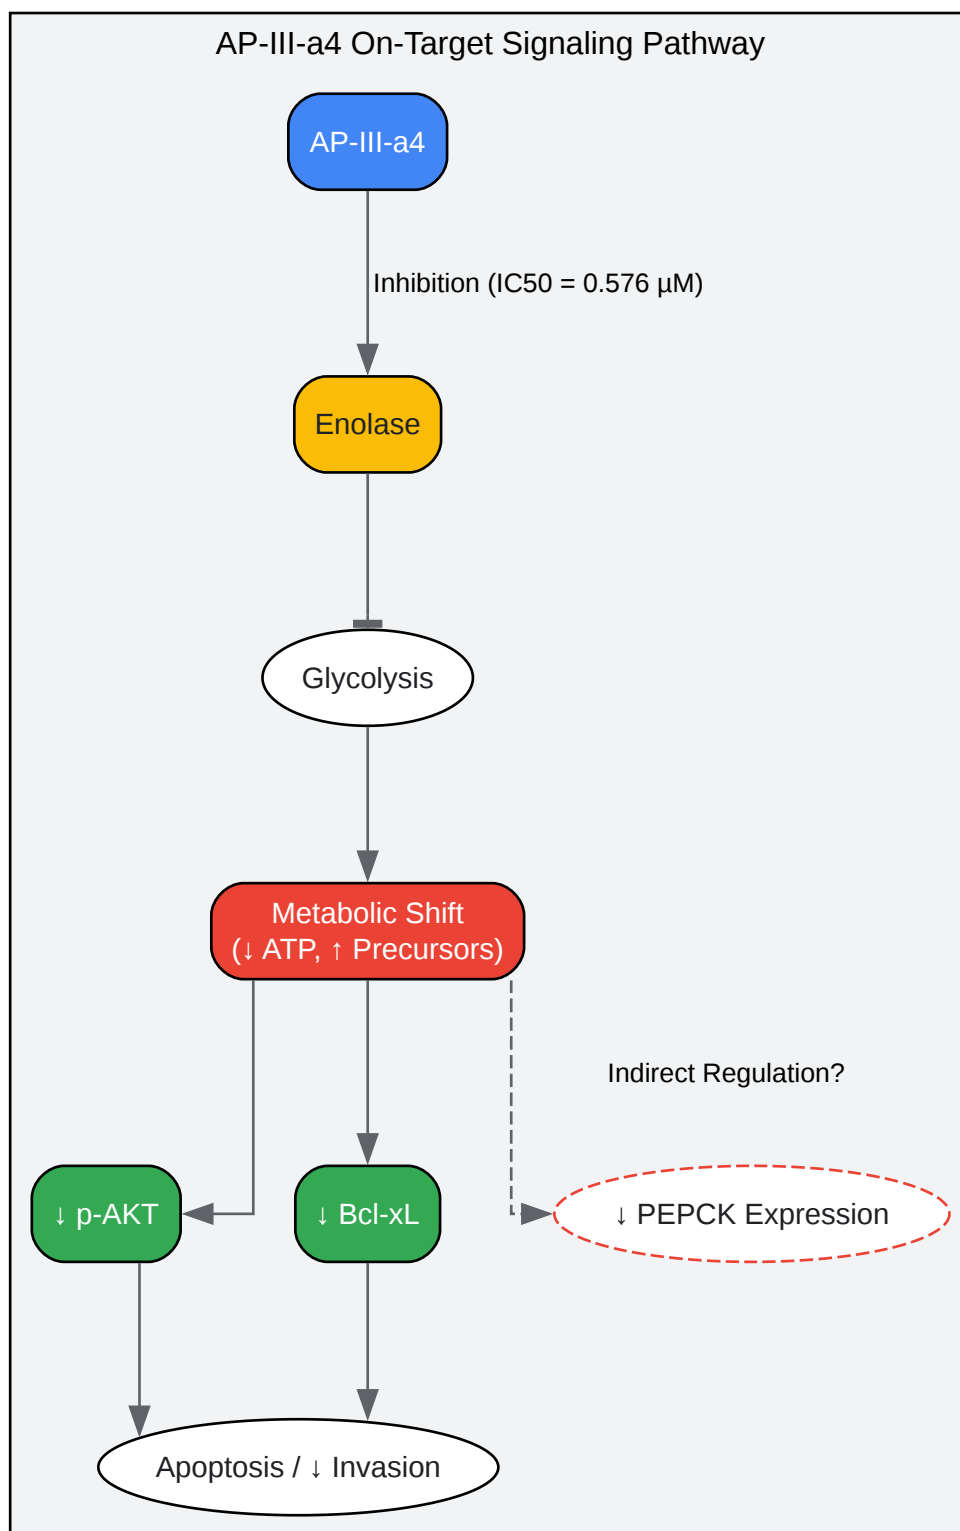 AP-III-a4 On-Target Signaling Pathway
AP-III-a4
Inhibition (IC50 = 0.576 µM)
Enolase
Glycolysis
Metabolic Shift
(↓ ATP, ↑ Precursors)
Indirect Regulation?
↓ p-AKT
↓ Bcl-xL
↓ PEPCK Expression
Apoptosis / ↓ Invasion